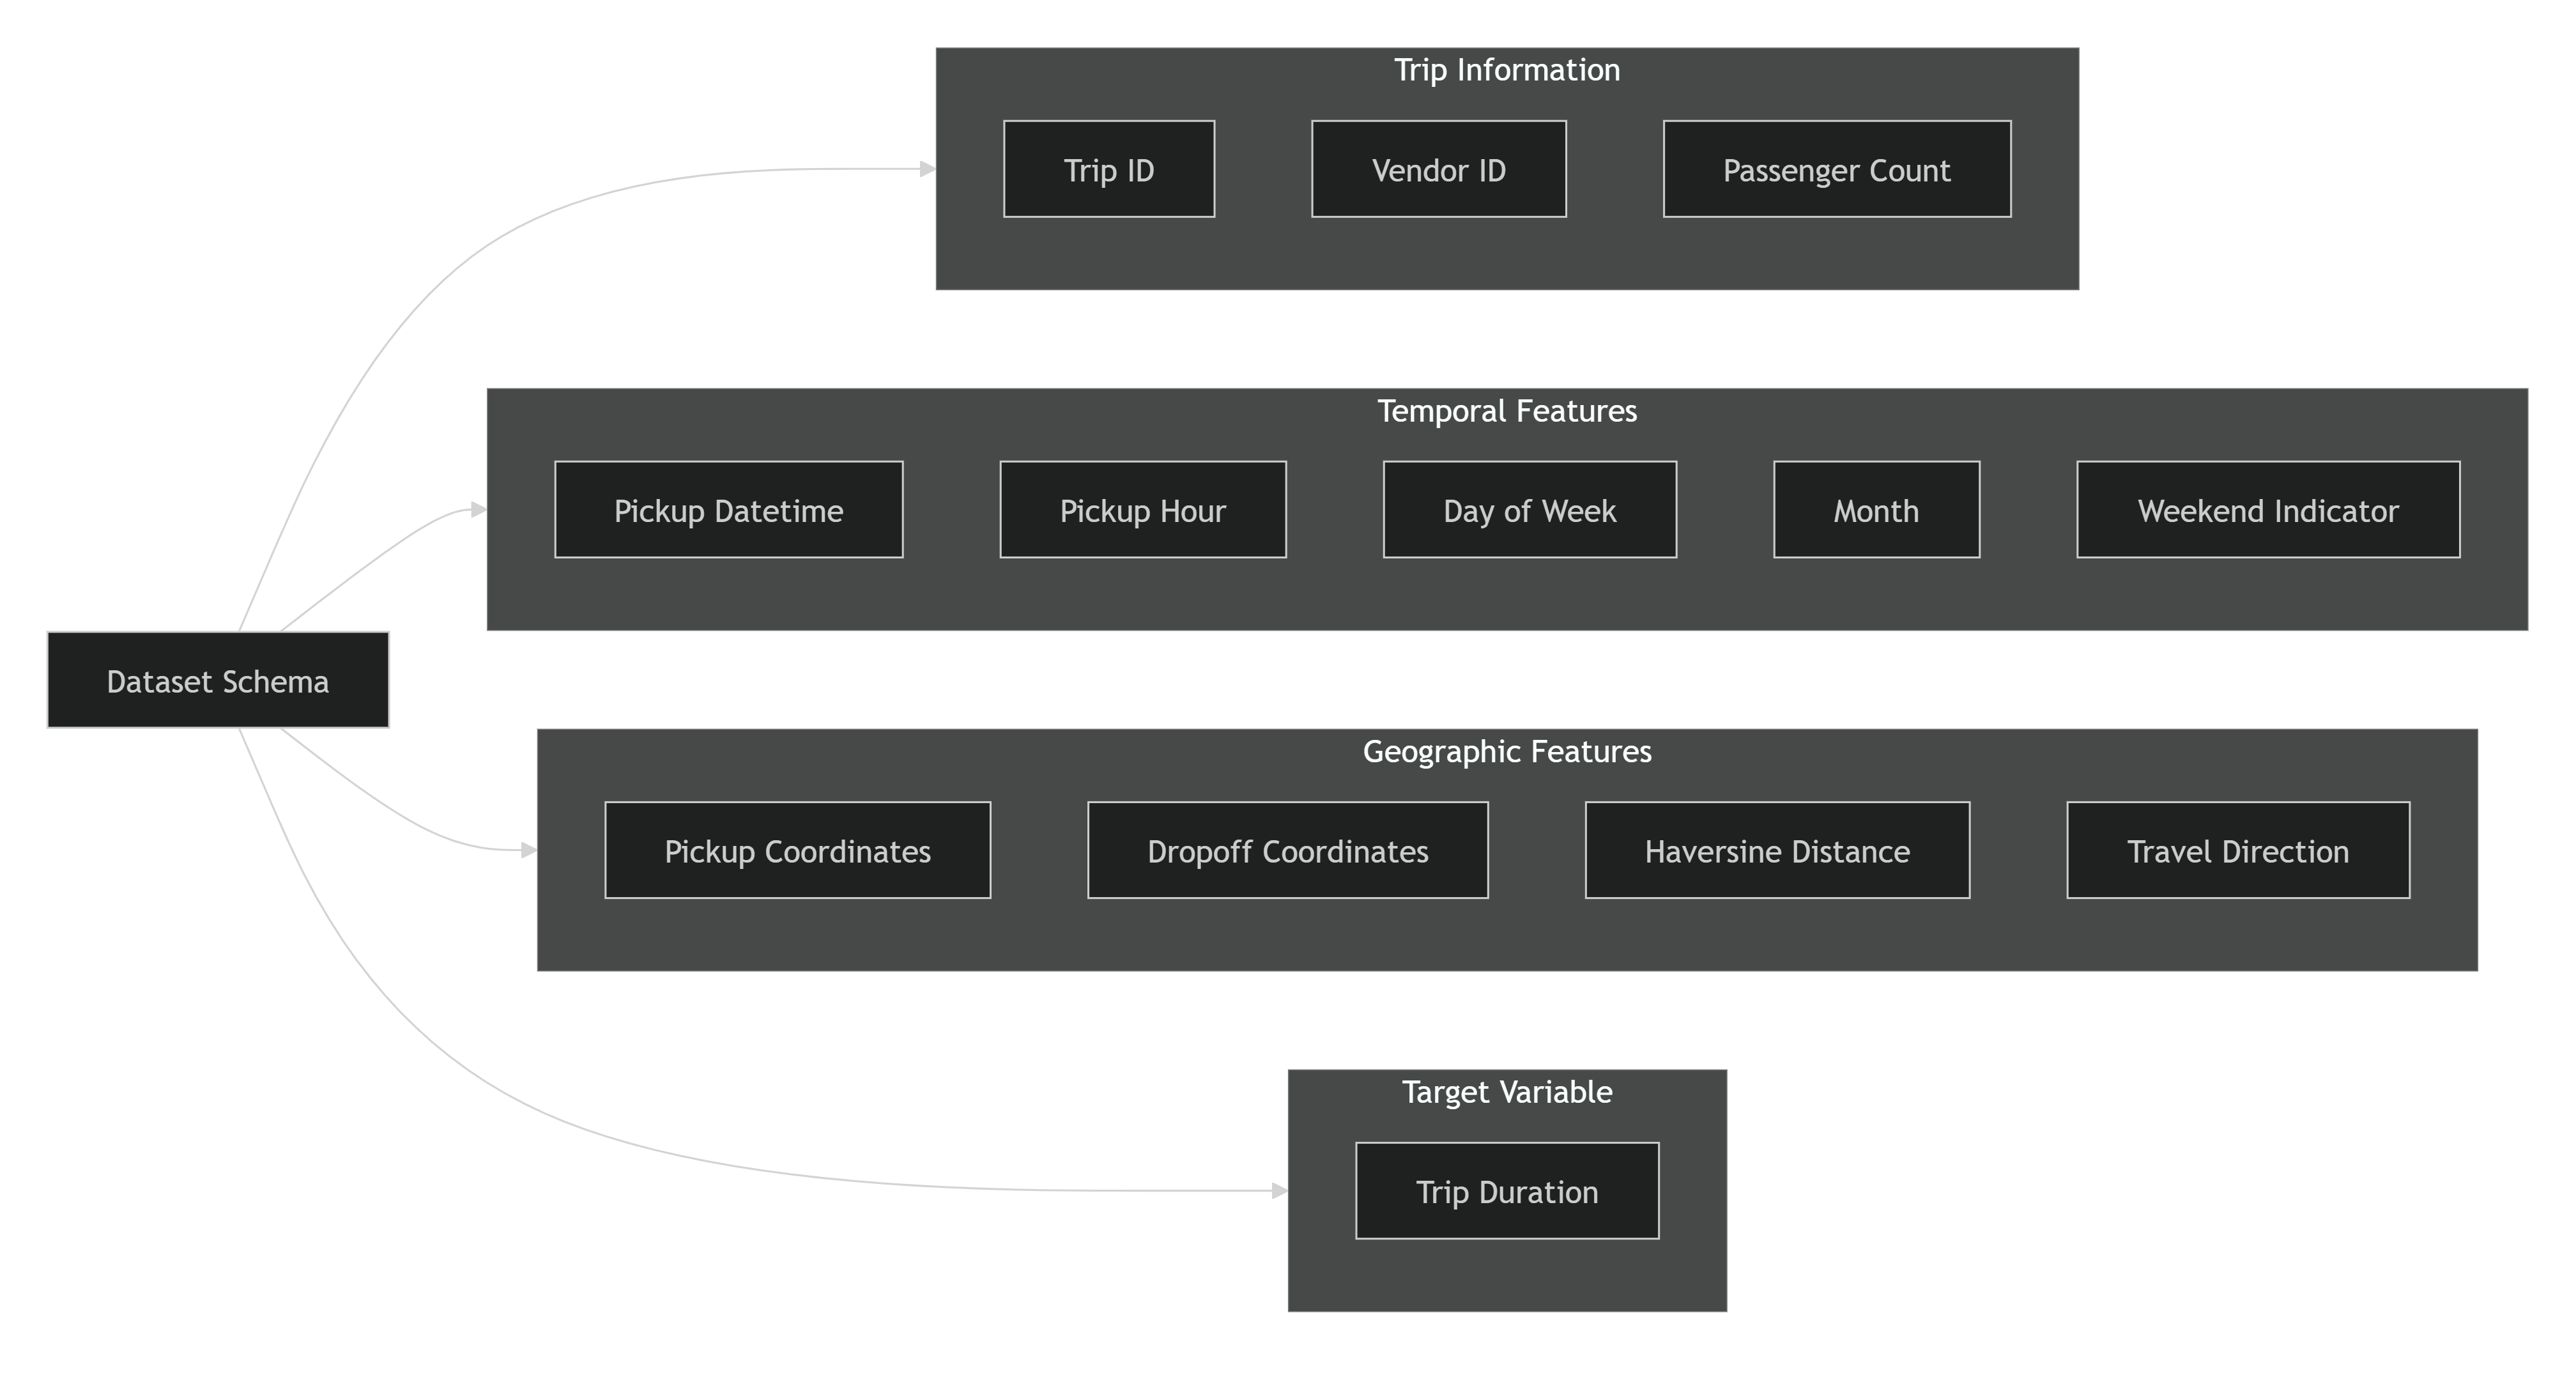 Trip Information
Trip ID
Vendor ID
Passenger Count
Temporal Features
Pickup Datetime
Pickup Hour
Day of Week
Month
Weekend Indicator
Dataset Schema
Geographic Features
Pickup Coordinates
Dropoff Coordinates
Haversine Distance
Travel Direction
Target Variable
Trip Duration